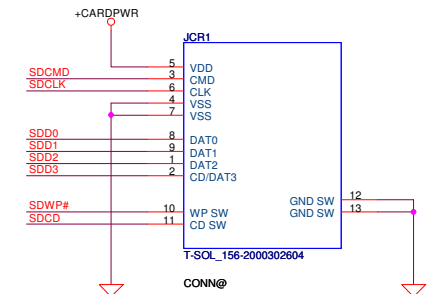 +CARDPWR
JCR1
5 VDD
SDCMD 3 CMD
SDCLK 6 CLK
4 VSS
7 VSS
SDD0 8 DAT0
SDD1 9 DAT1
SDD2 1 DAT2
SDD3 2 CD/DAT3
GND SW 12
GND SW 13
SDWP# 10 WP SW
SDCD 11 CD SW
T-SOL_156-2000302604
CONN@